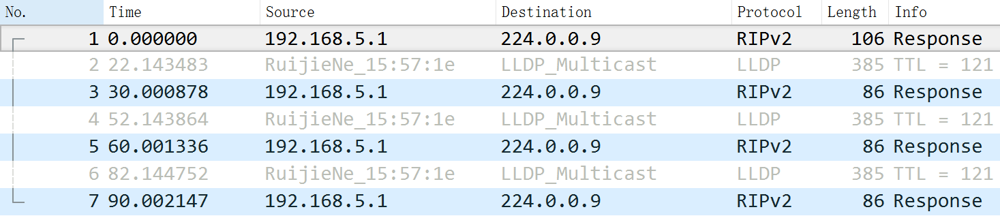 No. Time Source Destination Protocol Length Info
1 0.000000 192.168.5.1 224.0.0.9 RIPv2 106 Response
2 22.143483 RuijieNe_15:57:1e LLDP_Multicast LLDP 385 TTL = 121
3 30.000878 192.168.5.1 224.0.0.9 RIPv2 86 Response
4 52.143864 RuijieNe_15:57:1e LLDP_Multicast LLDP 385 TTL = 121
5 60.001336 192.168.5.1 224.0.0.9 RIPv2 86 Response
6 82.144752 RuijieNe_15:57:1e LLDP_Multicast LLDP 385 TTL = 121
7 90.002147 192.168.5.1 224.0.0.9 RIPv2 86 Response